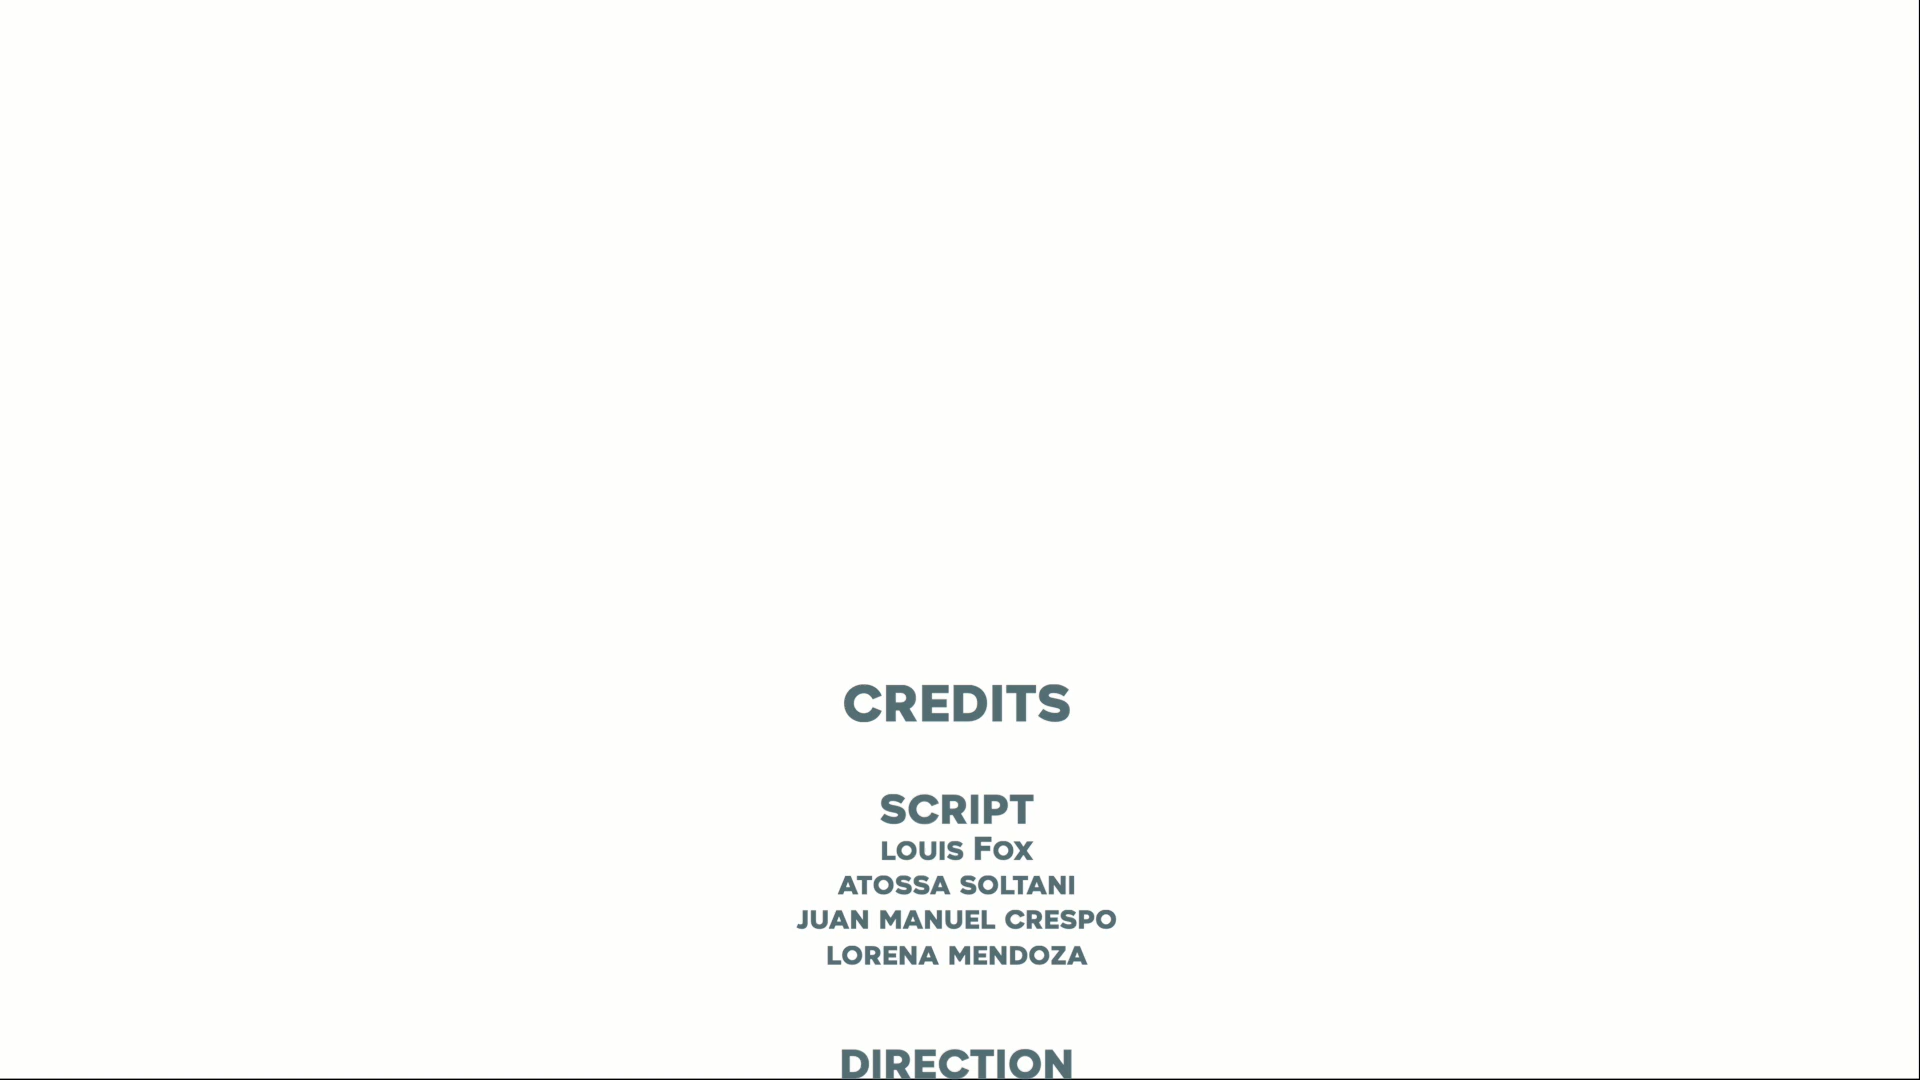 CREDITS
SCRIPT
LOUIS FOX
ATOSSA SOLTANI
JUAN MANUEL CRESPO
LORENA MENDOZA
DIRECTION